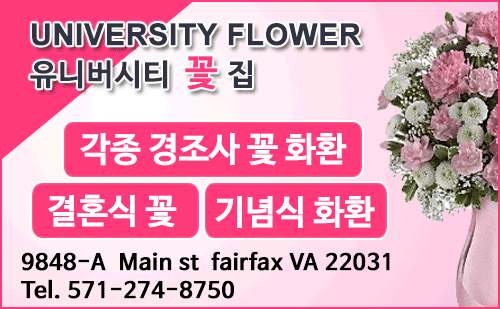 UNIVERSITY FLOWER
유니버시티 꽃 집
각종 경조사 꽃 화환
결혼식 꽃 기념식 화환
9848-A Main st fairfax VA 22031
Tel. 571-274-8750